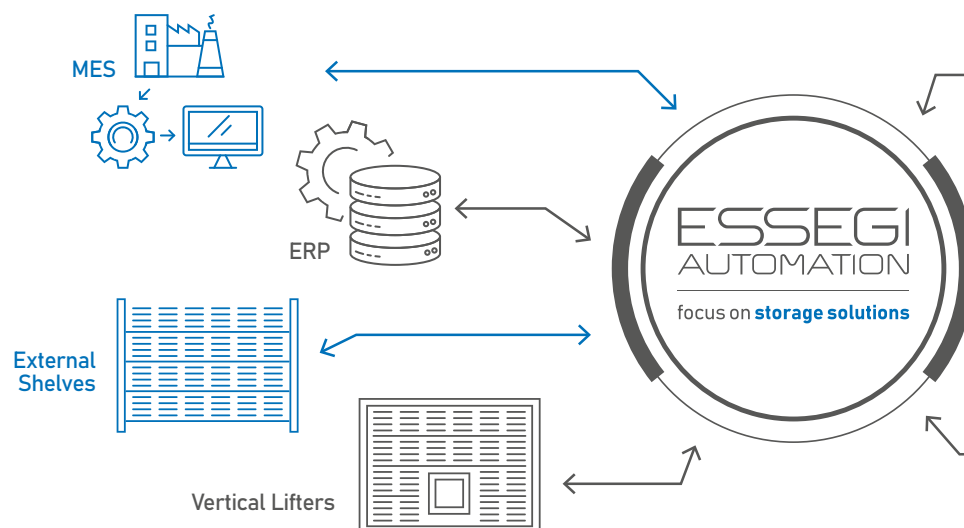 MES
ERP
ESSEGI
AUTOMATION
focus on storage solutions
External
Shelves
Vertical Lifters